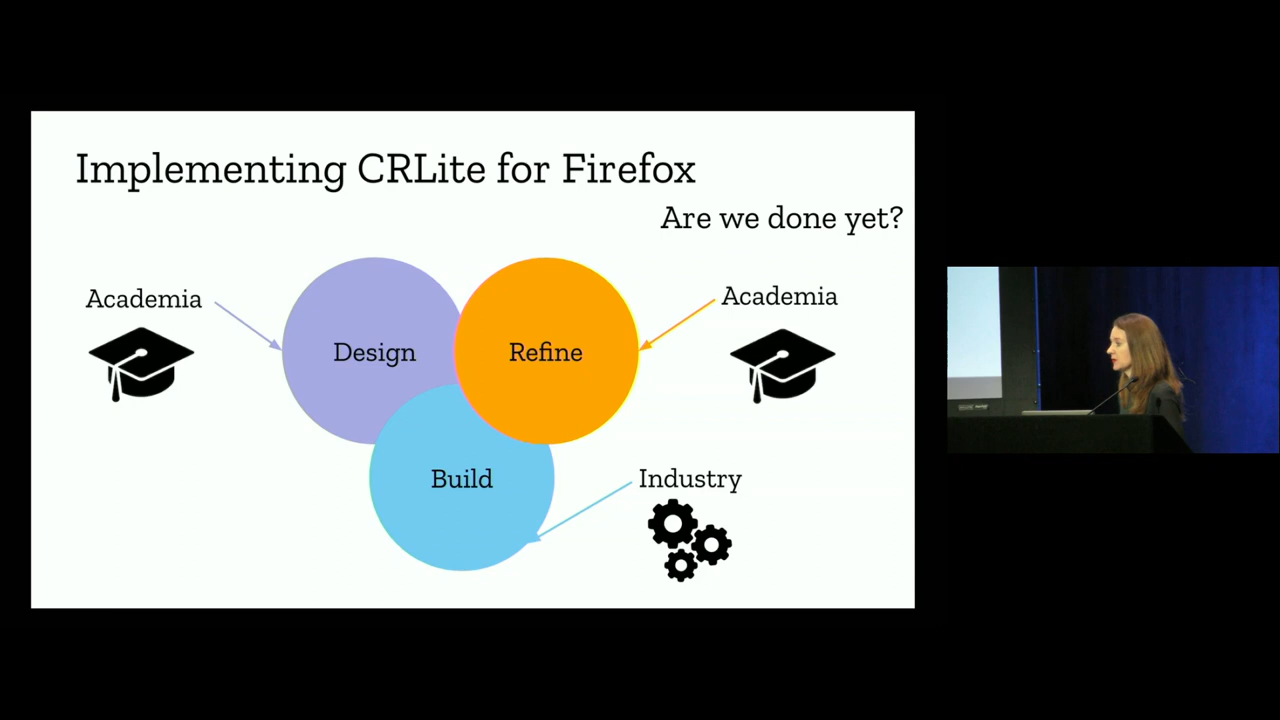 Implementing CRLite for Firefox
Are we done yet?
Academia
Academia
Design
Refine
Build
Industry